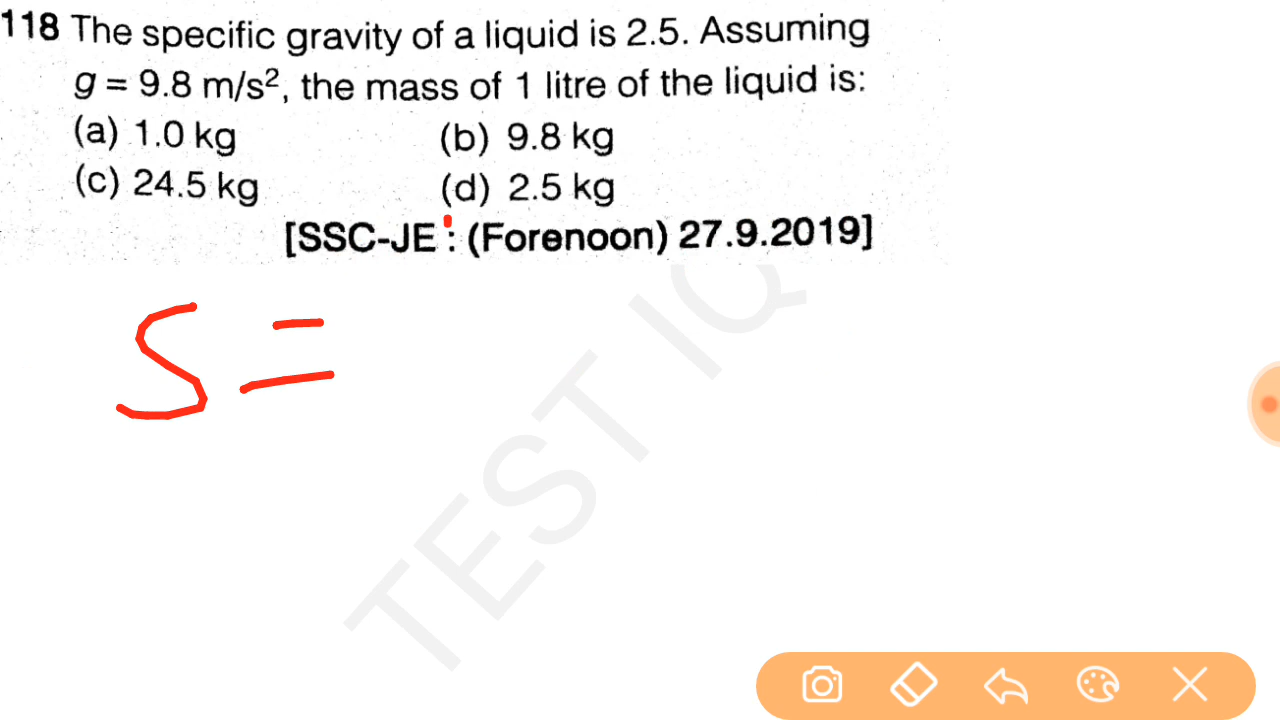 118 The specific gravity of a liquid is 2.5. Assuming
g = 9.8 m/s², the mass of 1 litre of the liquid is:
(a) 1.0 kg (b) 9.8 kg
(c) 24.5 kg (d) 2.5 kg
[SSC-JE : (Forenoon) 27.9.2019]
S =
TEST IQ